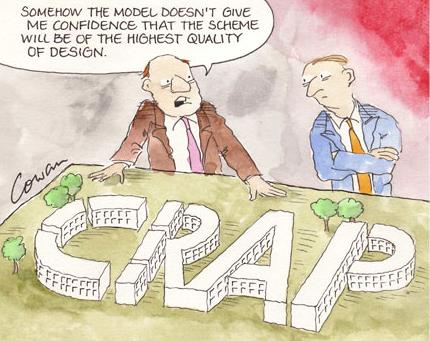 SOMEHOW THE MODEL DOESN'T GIVE
ME CONFIDENCE THAT THE SCHEME
WILL BE OF THE HIGHEST QUALITY
OF DESIGN.
Cowan
CRAP